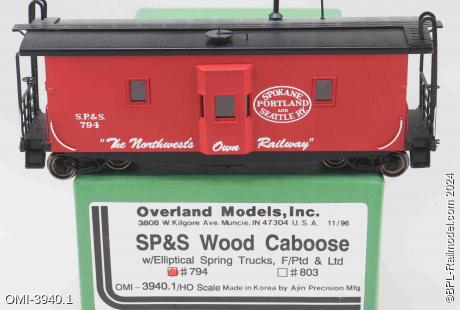 SPOKANE
PORTLAND
AND
SEATTLE RY
S.P.& S.
794
"The Northwest's Own Railway"
Overland Models, Inc.
3808 W. Kilgore Ave. Muncie, IN 47304 U.S.A. 11/96
SP&S Wood Caboose
w/Elliptical Spring Trucks, F/Ptd & Ltd
#794 #803
OMI-3940.1/HO Scale Made in Korea by Ajin Precision Mfg.
OMI-3940.1
©BPL-Railmodel.com 2024